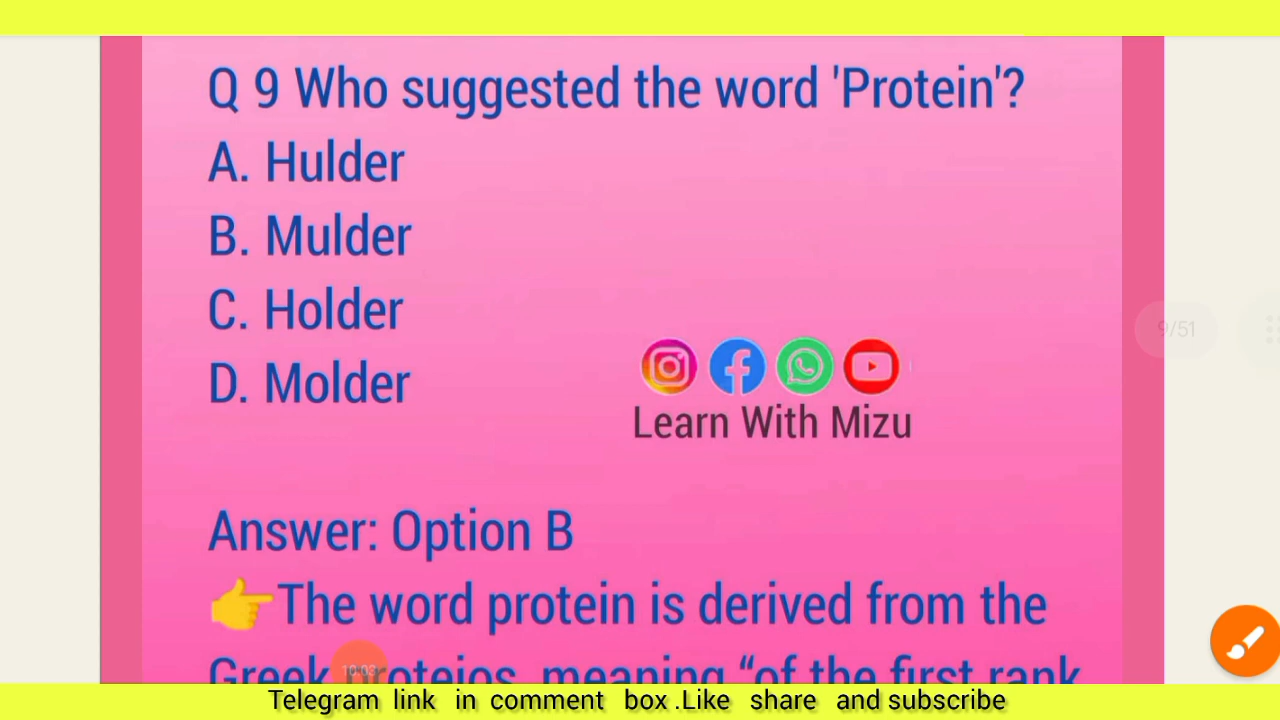 Q 9 Who suggested the word 'Protein'?
A. Hulder
B. Mulder
C. Holder
9/51
D. Molder
Learn With Mizu
Answer: Option B
👉The word protein is derived from the
Greek proteios, meaning “of the first rank
10:03
Telegram link in comment box .Like share and subscribe